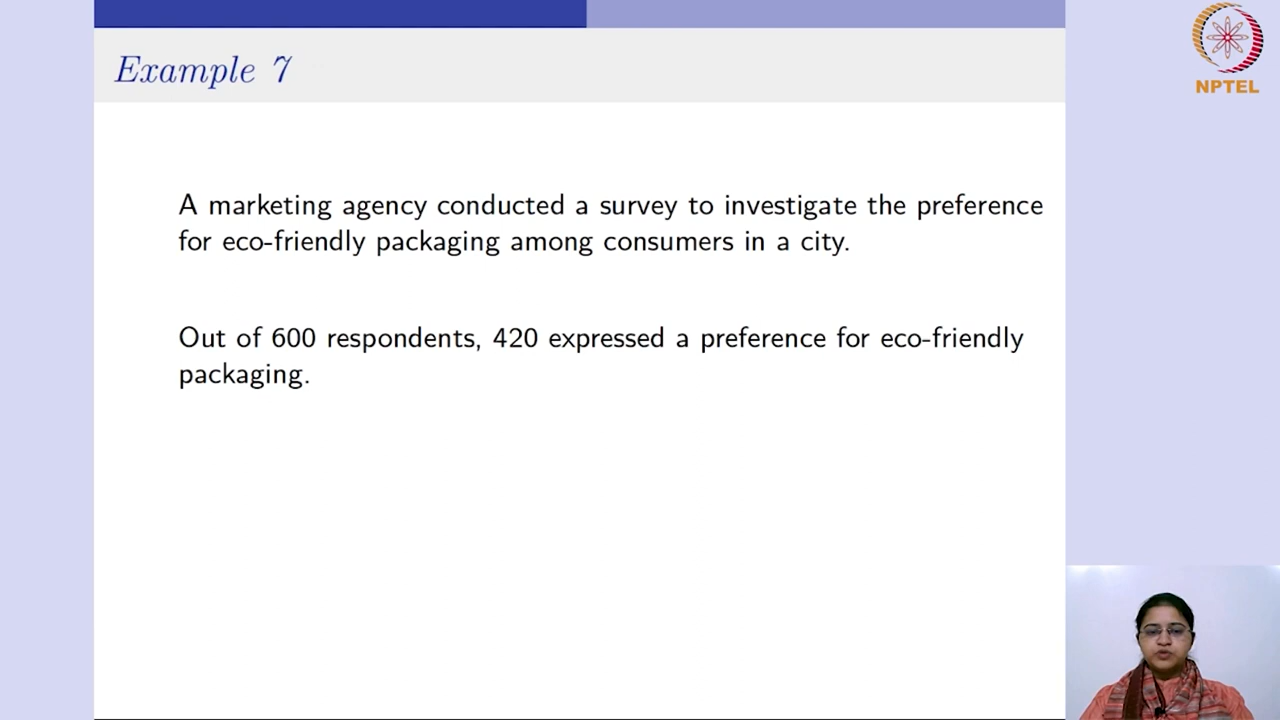 Example 7
NPTEL
A marketing agency conducted a survey to investigate the preference
for eco-friendly packaging among consumers in a city.
Out of 600 respondents, 420 expressed a preference for eco-friendly
packaging.